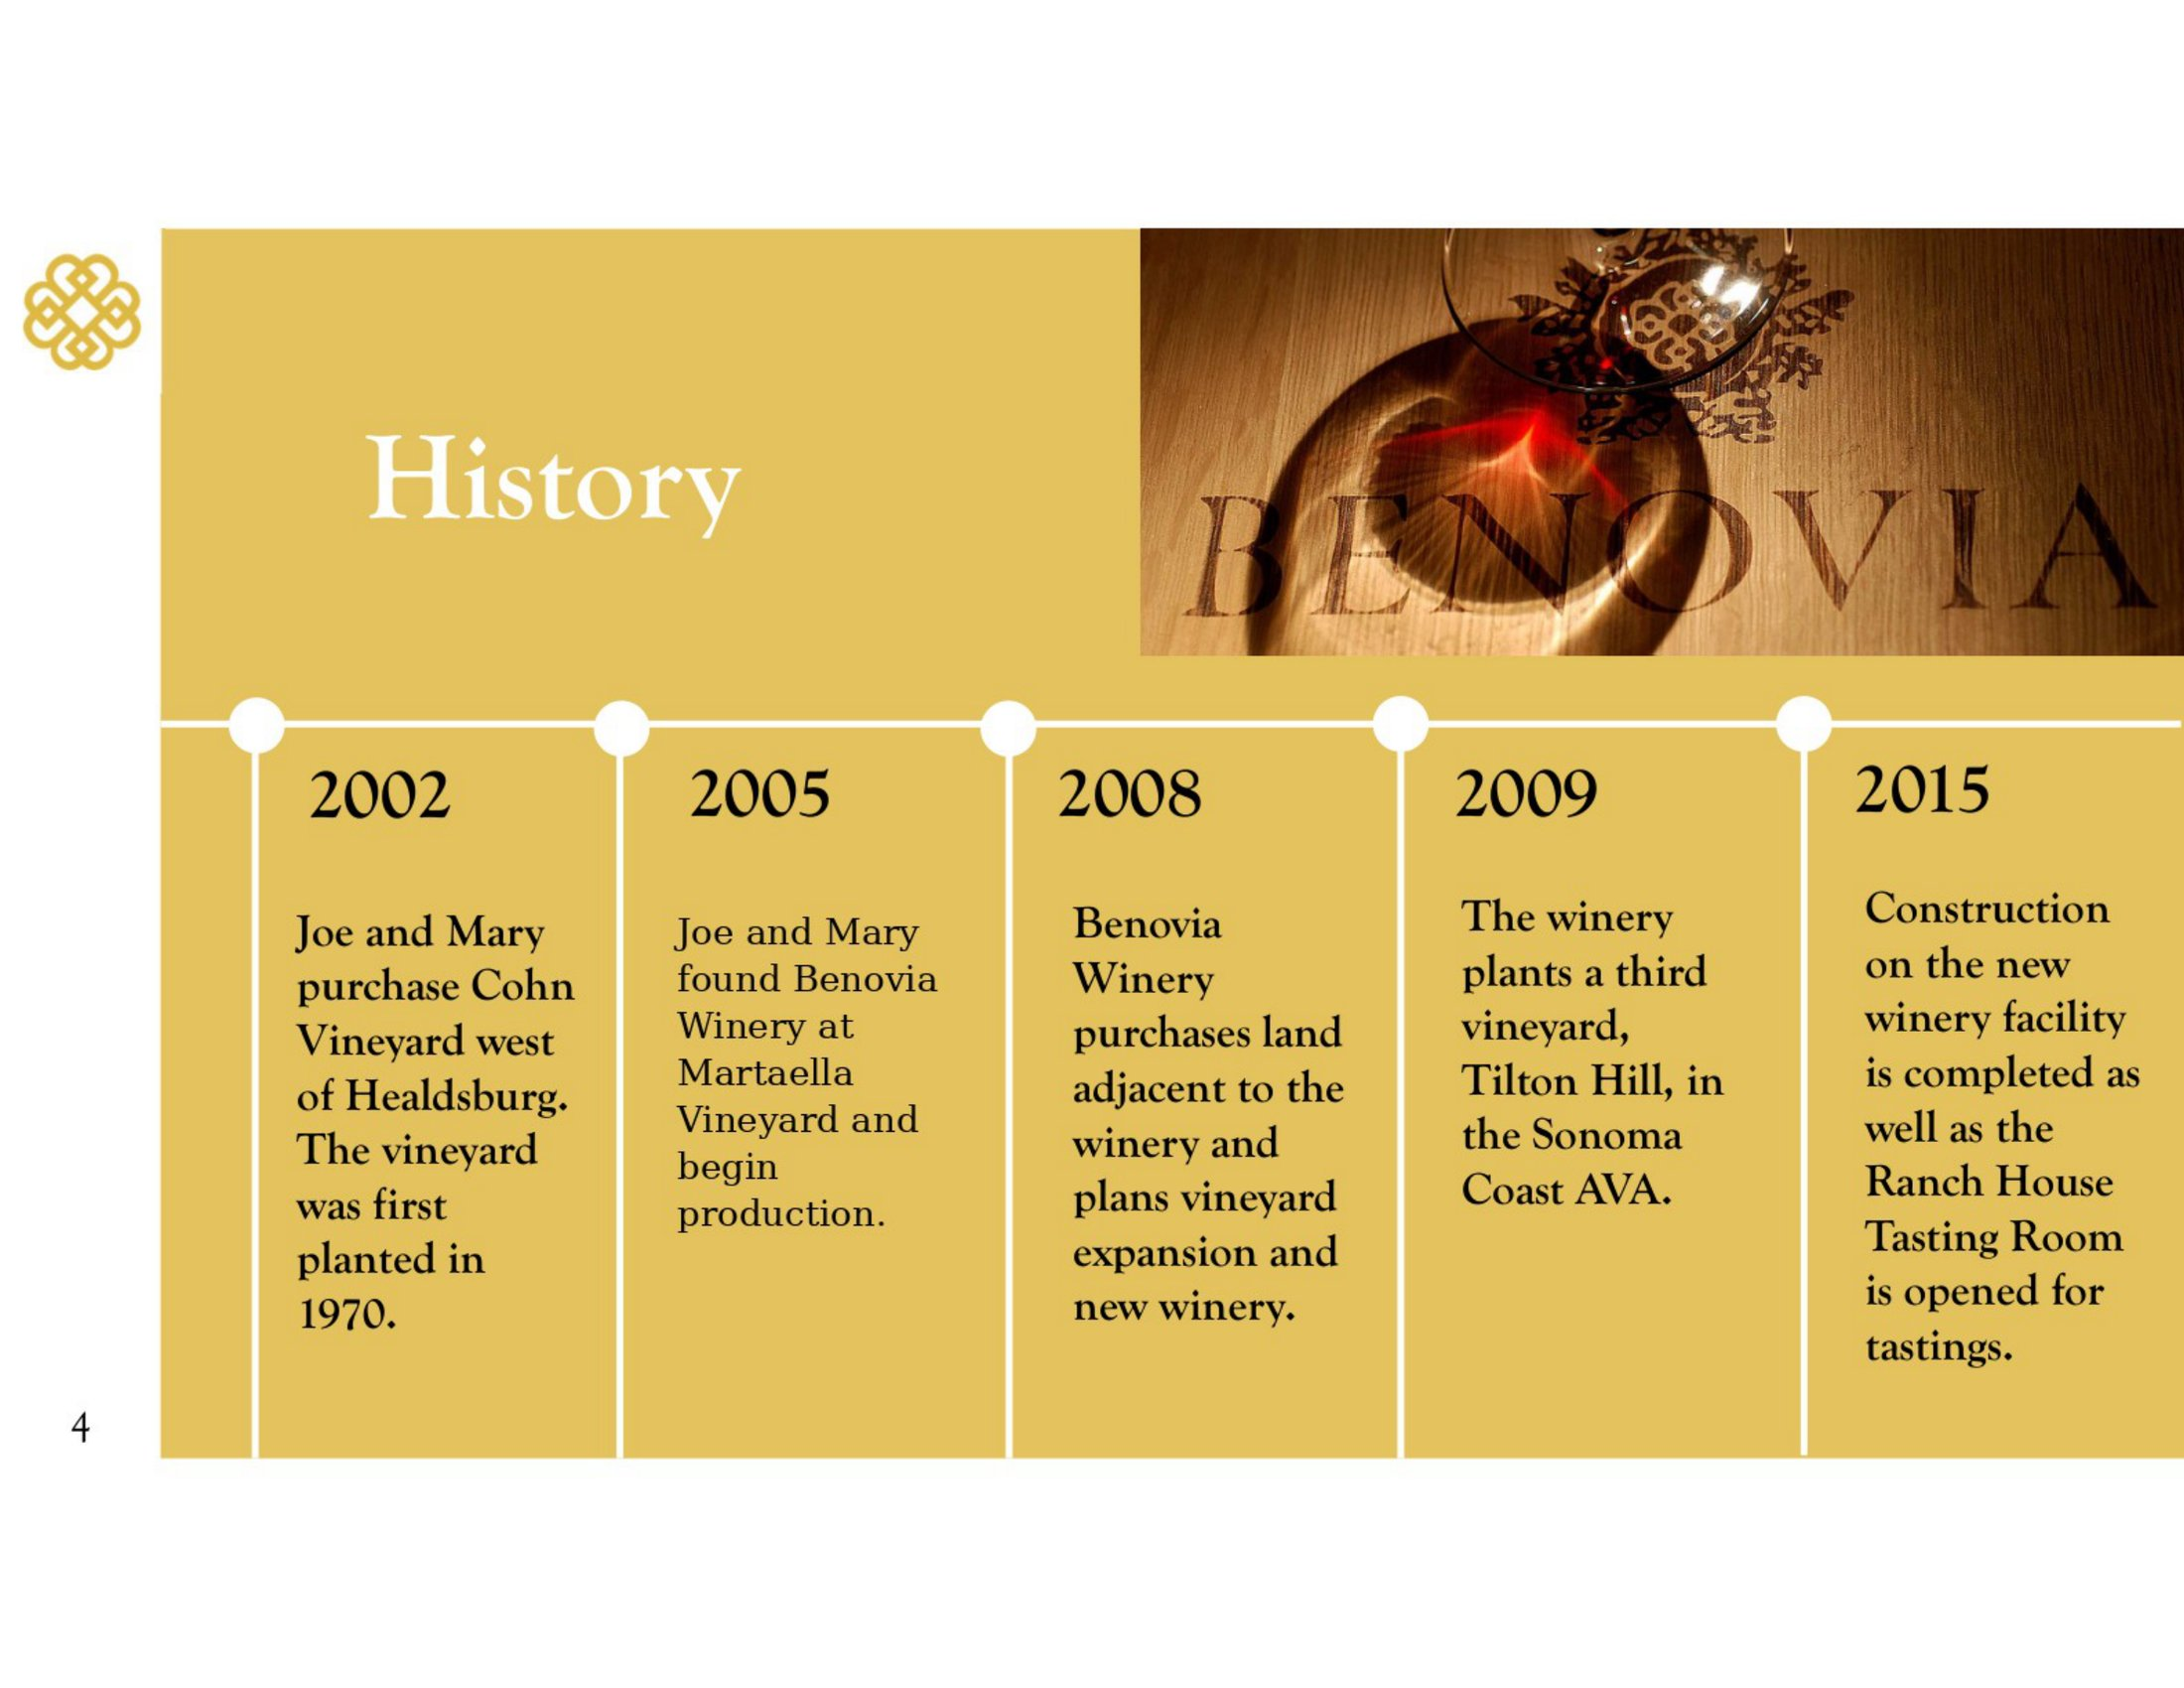 History
BENOVIA
2002
Joe and Mary
purchase Cohn
Vineyard west
of Healdsburg.
The vineyard
was first
planted in
1970.
2005
Joe and Mary
found Benovia
Winery at
Martaella
Vineyard and
begin
production.
2008
Benovia
Winery
purchases land
adjacent to the
winery and
plans vineyard
expansion and
new winery.
2009
The winery
plants a third
vineyard,
Tilton Hill, in
the Sonoma
Coast AVA.
2015
Construction
on the new
winery facility
is completed as
well as the
Ranch House
Tasting Room
is opened for
tastings.
4